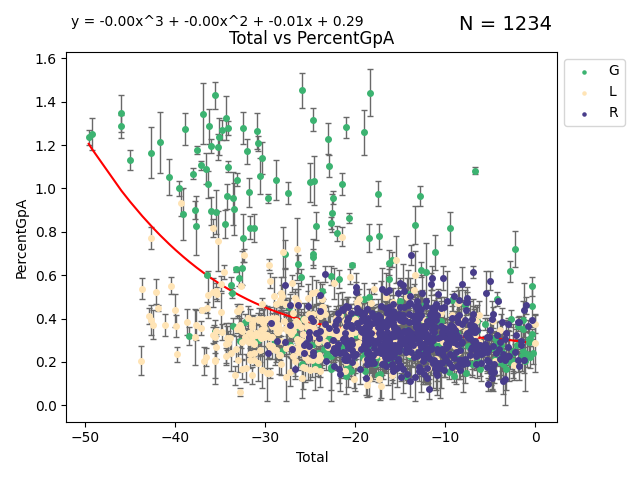 y = -0.00x^3 + -0.00x^2 + -0.01x + 0.29
N = 1234
Total vs PercentGpA
G
L
R
PercentGpA
1.6
1.4
1.2
1.0
0.8
0.6
0.4
0.2
0.0
−50 −40 −30 −20 −10 0
Total